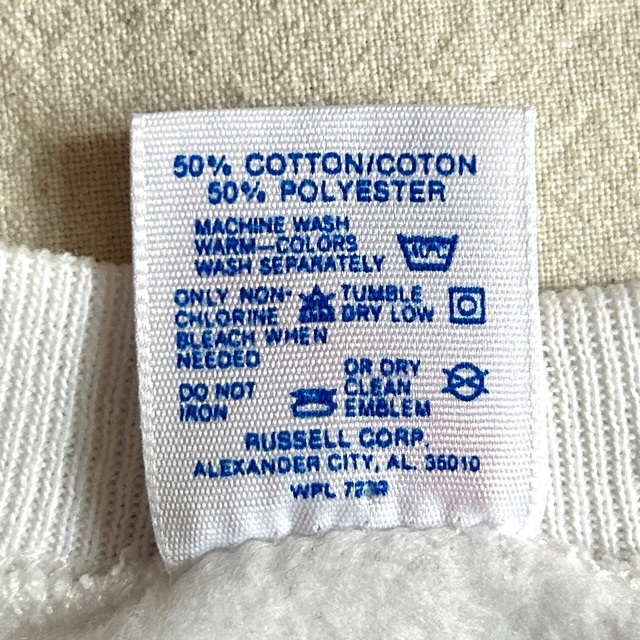 50% COTTON/COTON
50% POLYESTER
MACHINE WASH
WARM-COLORS
WASH SEPARATELY
ONLY NON-
CHLORINE
BLEACH WHEN
NEEDED
TUMBLE
DRY LOW
DO NOT
IRON
OR DRY
CLEAN
EMBLEM
RUSSELL CORP.
ALEXANDER CITY, AL. 35010
WPL